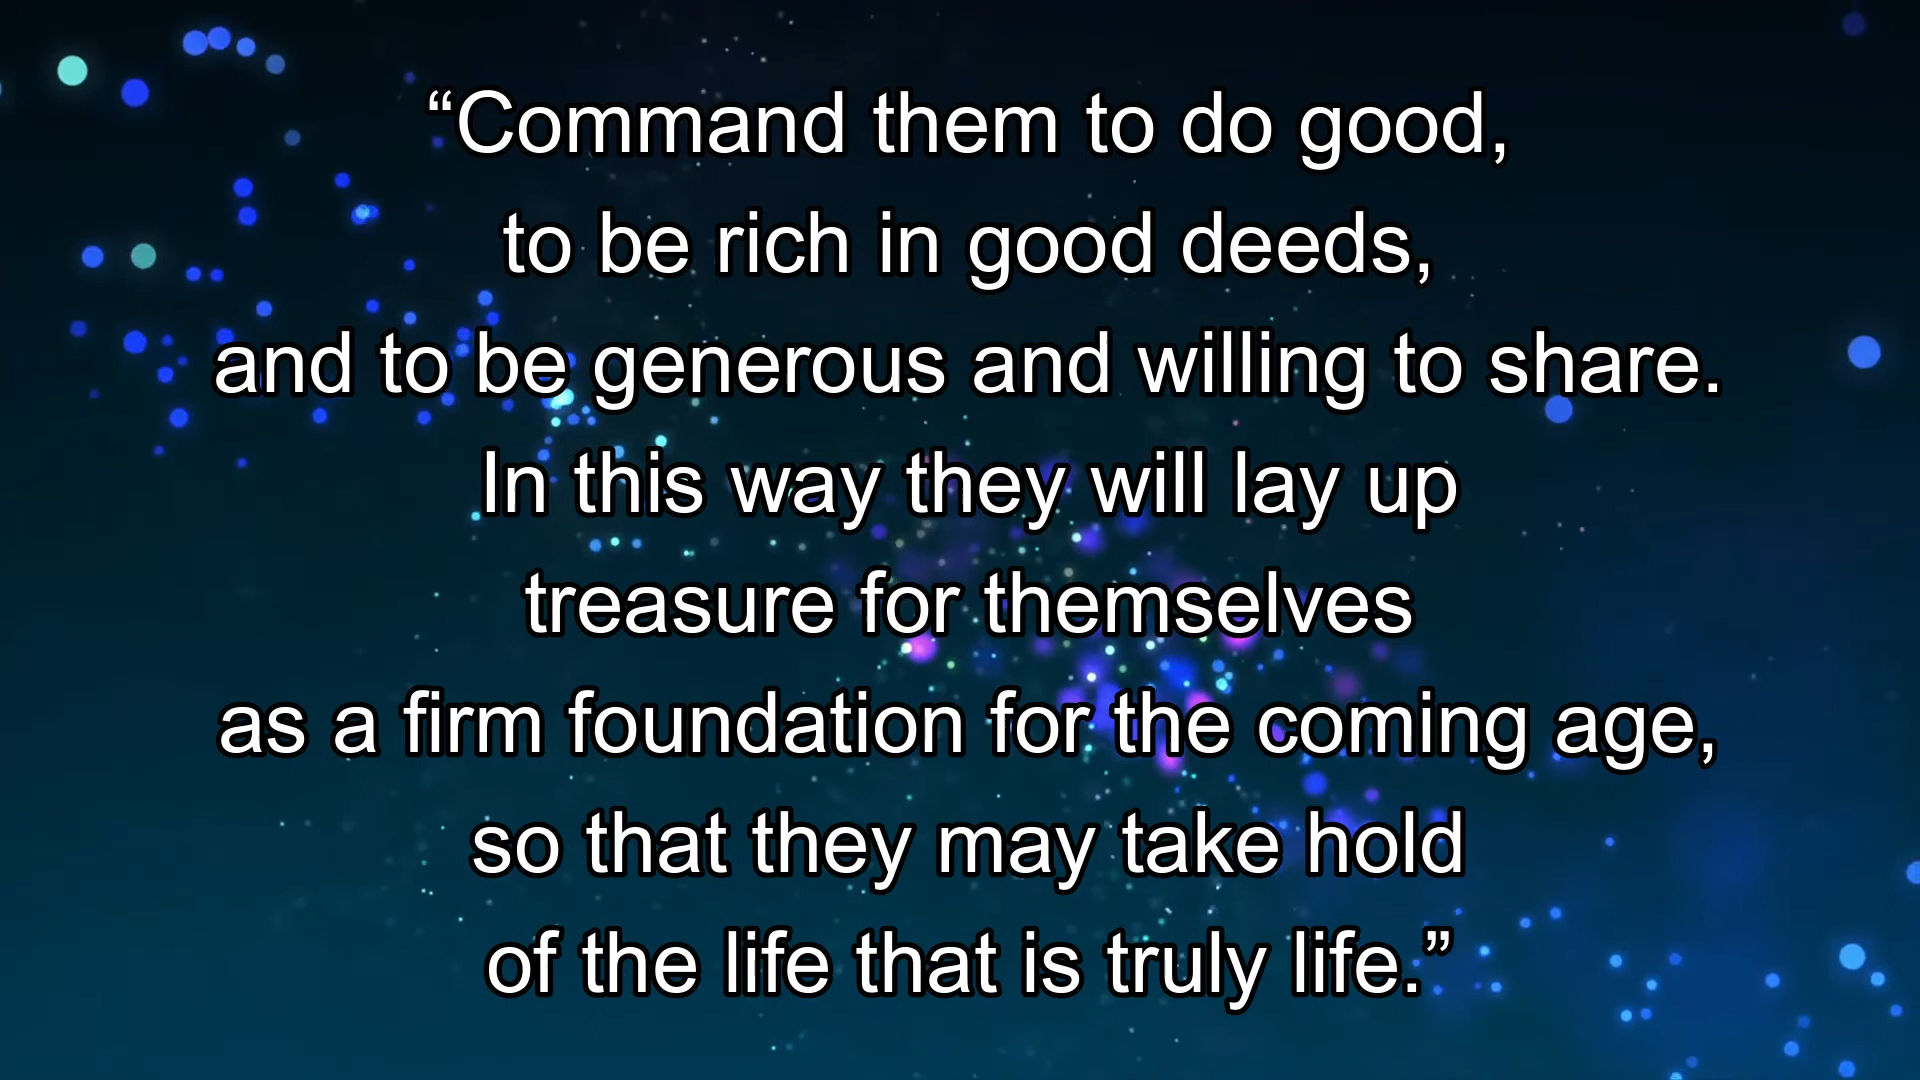 “Command them to do good,
to be rich in good deeds,
and to be generous and willing to share.
In this way they will lay up
treasure for themselves
as a firm foundation for the coming age,
so that they may take hold
of the life that is truly life.”